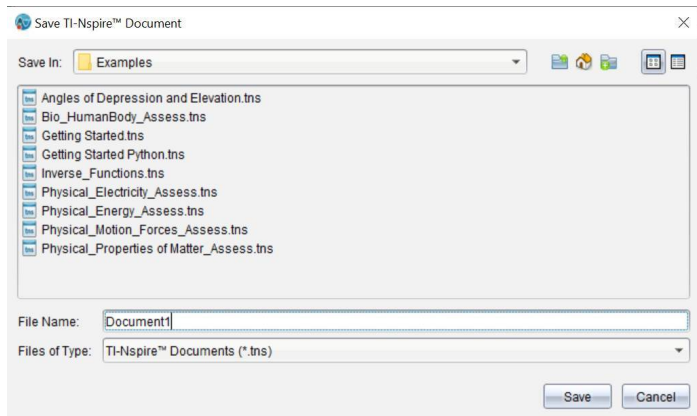 Save TI-Nspire™ Document
Save In: Examples
Angles of Depression and Elevation.tns
Bio_HumanBody_Assess.tns
Getting Started.tns
Getting Started Python.tns
Inverse_Functions.tns
Physical_Electricity_Assess.tns
Physical_Energy_Assess.tns
Physical_Motion_Forces_Assess.tns
Physical_Properties of Matter_Assess.tns
File Name: Document1
Files of Type: TI-Nspire™ Documents (*.tns)
Save Cancel